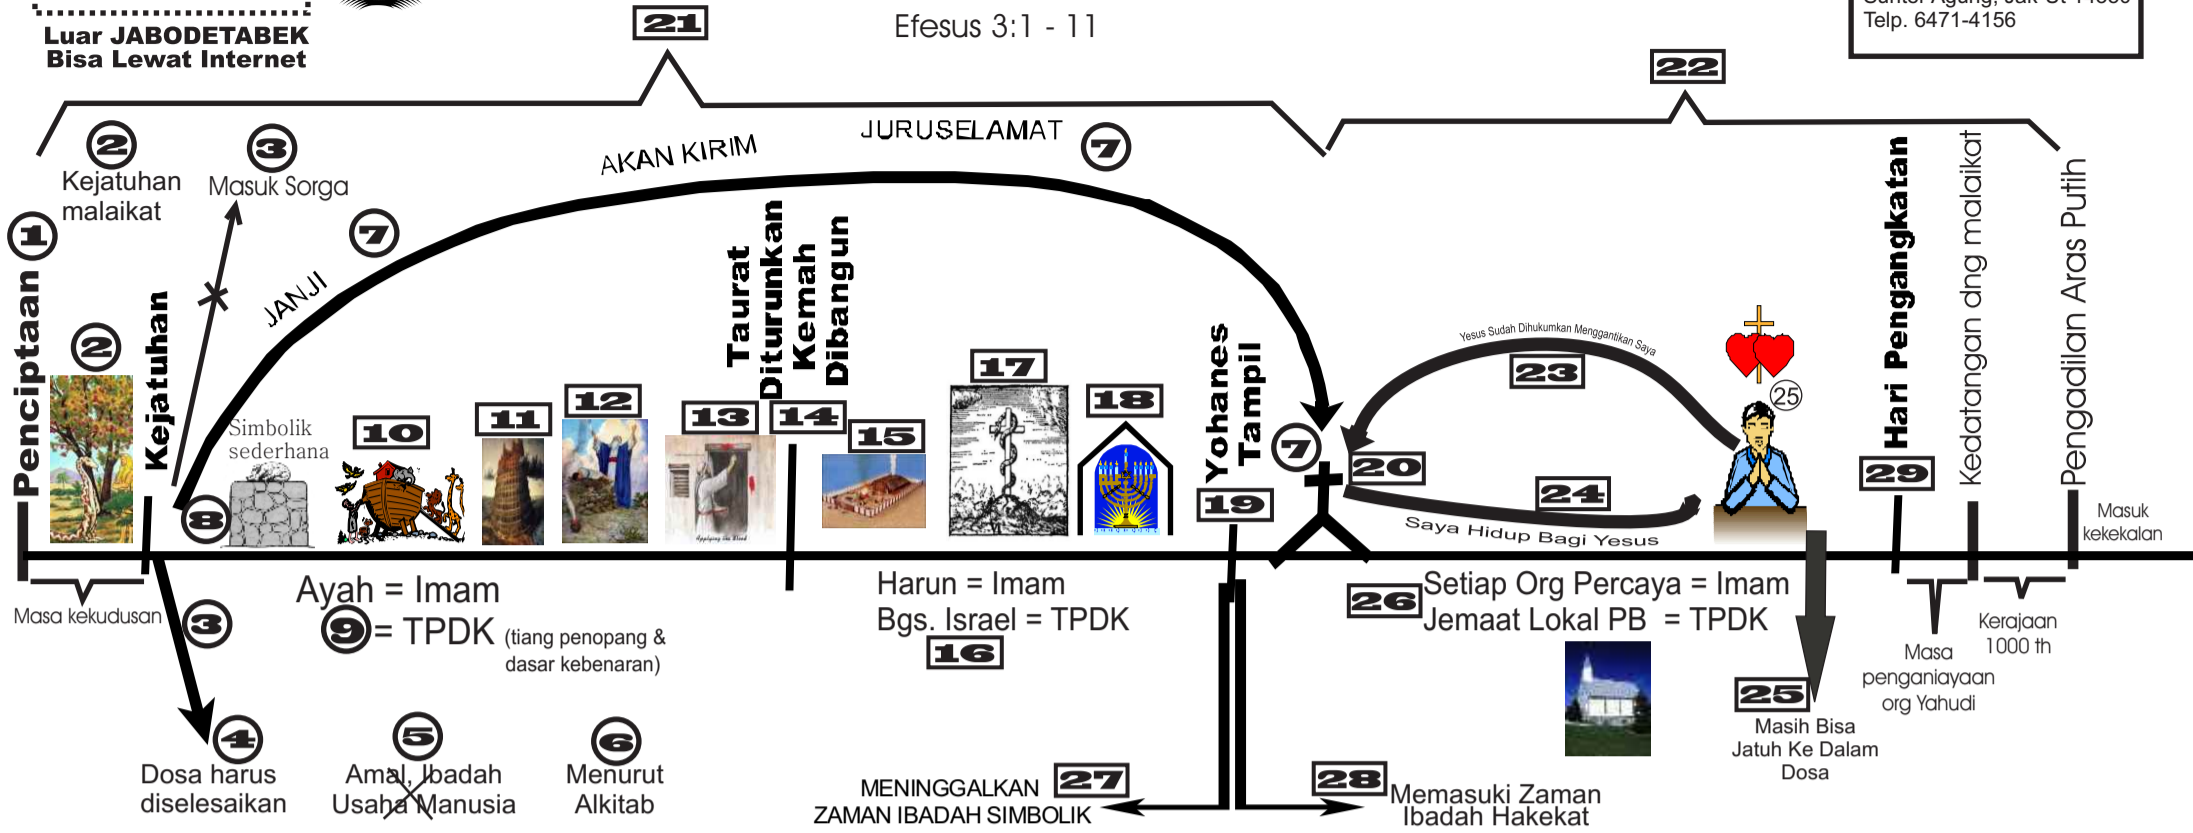 Luar JABODETABEK
Bisa Lewat Internet
21
Efesus 3:1 - 11
Telp. 6471-4156
22
2
Kejatuhan
malaikat
3
Masuk Sorga
7
JANJI
AKAN KIRIM
JURUSELAMAT
7
1
Penciptaan
2
Kejatuhan
8
Simbolik
sederhana
10
11
12
13
Applying the Blood
Taurat
Diturunkan
Kemah
Dibangun
14
15
17
18
Yohanes
Tampil
19
7
20
Yesus Sudah Dihukumkan Menggantikan Saya
23
24
Saya Hidup Bagi Yesus
25
Hari Pengangkatan
29
Kedatangan dng malaikat
Pengadilan Aras Putih
Masuk
kekekalan
Masa kekudusan
3
Ayah = Imam
9 = TPDK (tiang penopang &
dasar kebenaran)
Harun = Imam
Bgs. Israel = TPDK
16
26
Setiap Org Percaya = Imam
Jemaat Lokal PB = TPDK
25
Masih Bisa
Jatuh Ke Dalam
Dosa
Masa
penganiayaan
org Yahudi
Kerajaan
1000 th
4
Dosa harus
diselesaikan
5
Amal, Ibadah
Usaha Manusia
6
Menurut
Alkitab
MENINGGALKAN
ZAMAN IBADAH SIMBOLIK
27
28
Memasuki Zaman
Ibadah Hakekat